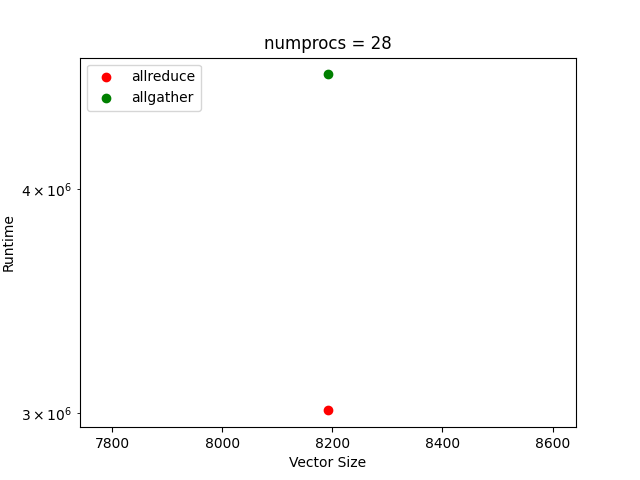 numprocs = 28
allreduce
allgather
4 × 10⁶
3 × 10⁶
Runtime
7800 8000 8200 8400 8600
Vector Size